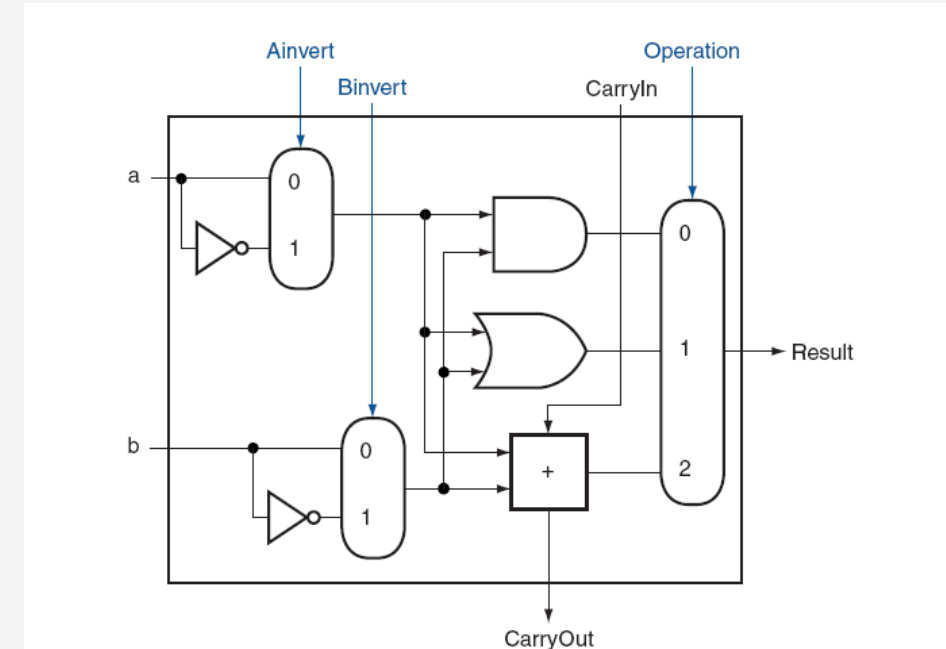 Ainvert
Operation
Binvert
CarryIn
a
0
1
0
1
Result
b
0
1
+
2
CarryOut